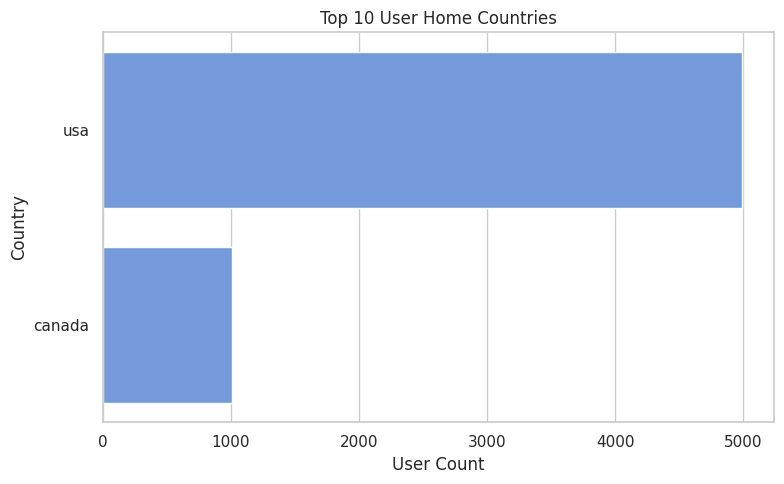 Top 10 User Home Countries
Country
usa
canada
0 1000 2000 3000 4000 5000
User Count